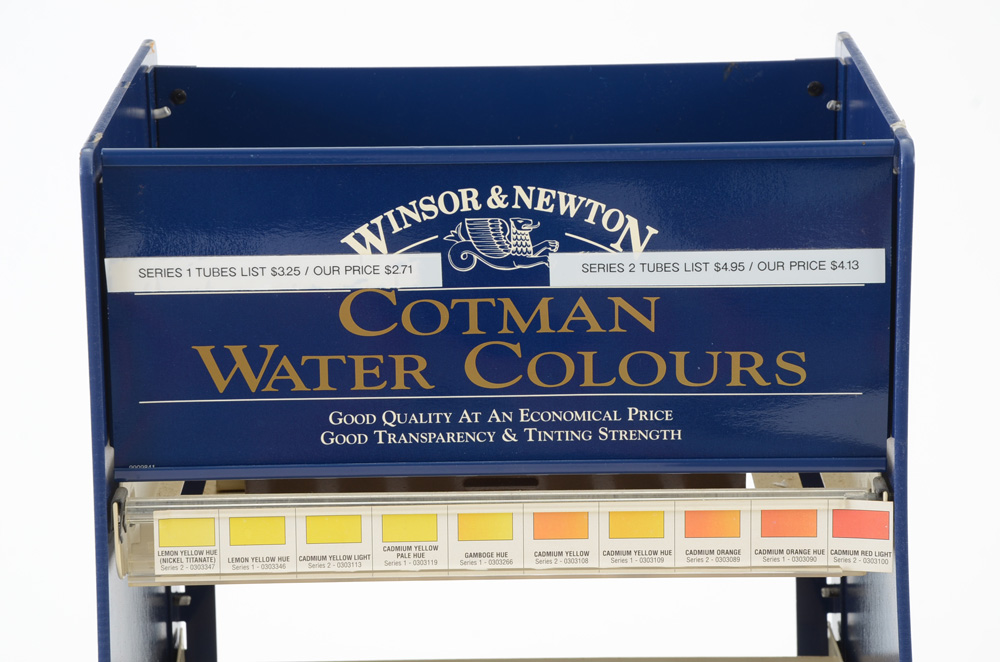 WINSOR & NEWTON
SERIES 1 TUBES LIST $3.25 / OUR PRICE $2.71
SERIES 2 TUBES LIST $4.95 / OUR PRICE $4.13
COTMAN
WATER COLOURS
GOOD QUALITY AT AN ECONOMICAL PRICE
GOOD TRANSPARENCY & TINTING STRENGTH
LEMON YELLOW HUE
(NICKEL TITANATE)
Series 2 - 0303347
LEMON YELLOW HUE
Series 1 - 0303346
CADMIUM YELLOW LIGHT
Series 2 - 0303113
CADMIUM YELLOW
PALE HUE
Series 1 - 0303119
GAMBOGE HUE
Series 1 - 0303266
CADMIUM YELLOW
Series 2 - 0303108
CADMIUM YELLOW HUE
Series 1 - 0303109
CADMIUM ORANGE
Series 2 - 0303089
CADMIUM ORANGE HUE
Series 1 - 0303090
CADMIUM RED LIGHT
Series 2 - 0303100